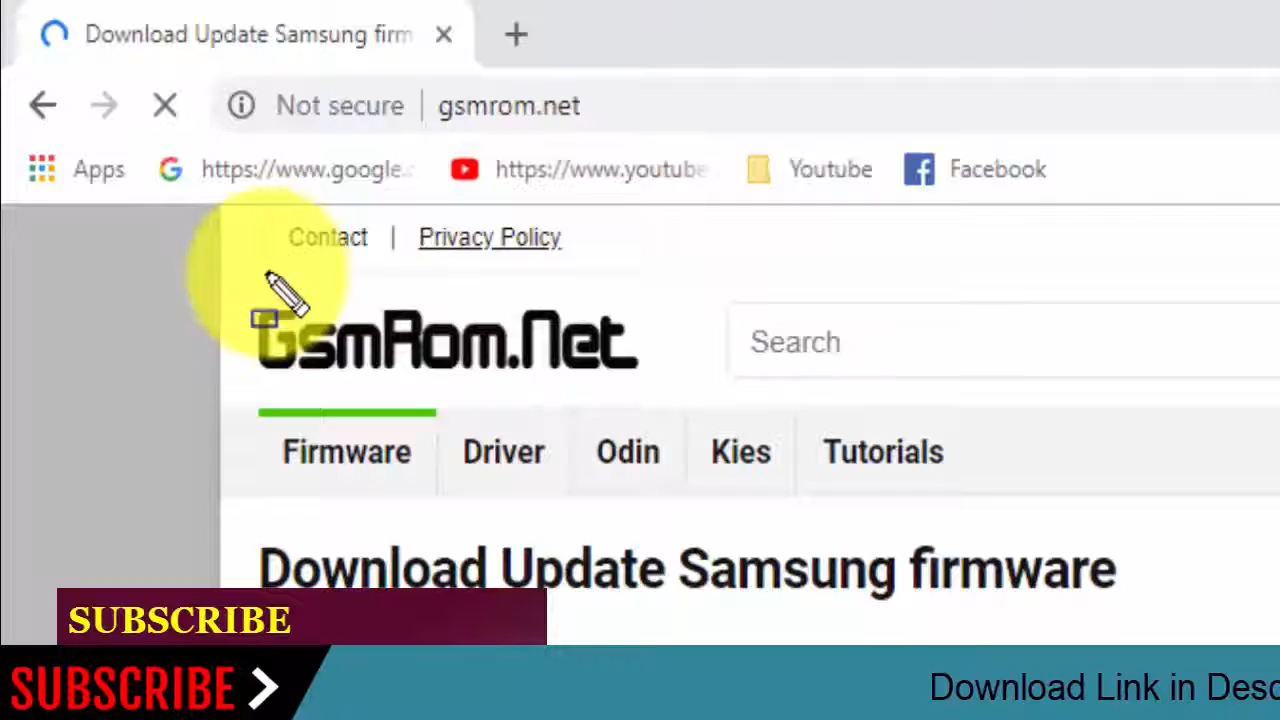 Download Update Samsung firm
Not secure gsmrom.net
Apps https://www.google. https://www.youtube Youtube Facebook
Contact | Privacy Policy
GsmRom.Net Search
Firmware Driver Odin Kies Tutorials
Download Update Samsung firmware
SUBSCRIBE
SUBSCRIBE
Download Link in Desc